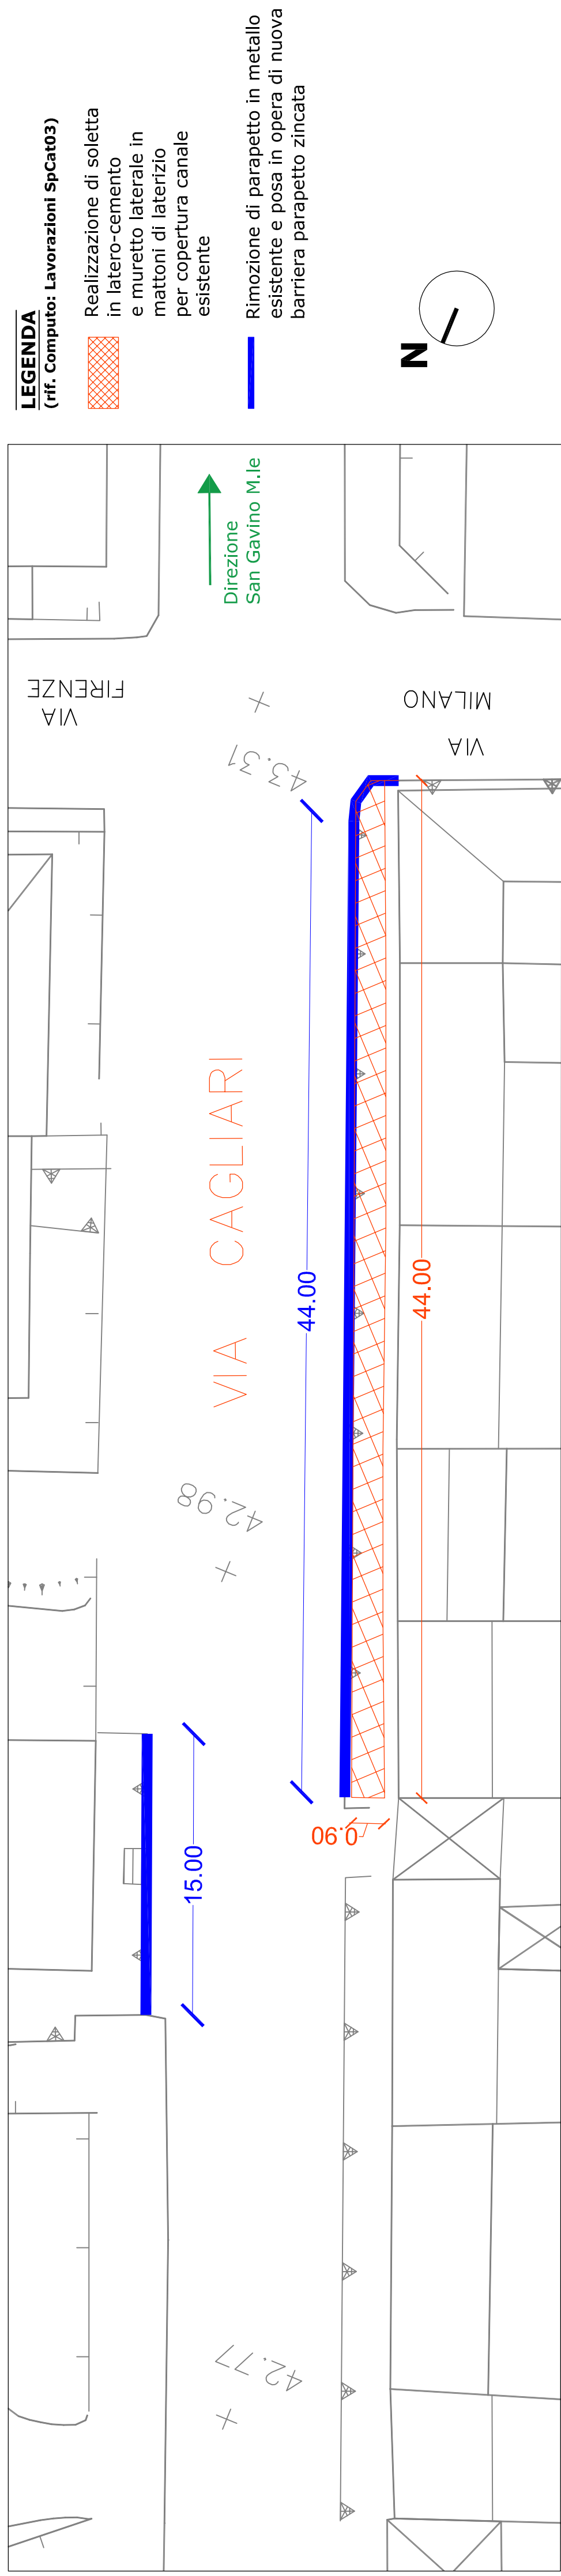 LEGENDA
(rif. Computo: Lavorazioni SpCat03)
Realizzazione di soletta
in latero-cemento
e muretto laterale in
mattoni di laterizio
per copertura canale
esistente
Rimozione di parapetto in metallo
esistente e posa in opera di nuova
barriera parapetto zincata
N
Direzione
San Gavino M.le
VIA
FIRENZE
VIA
MILANO
43.31
VIA CAGLIARI
44.00
44.00
42.98
15.00
0.90
42.77